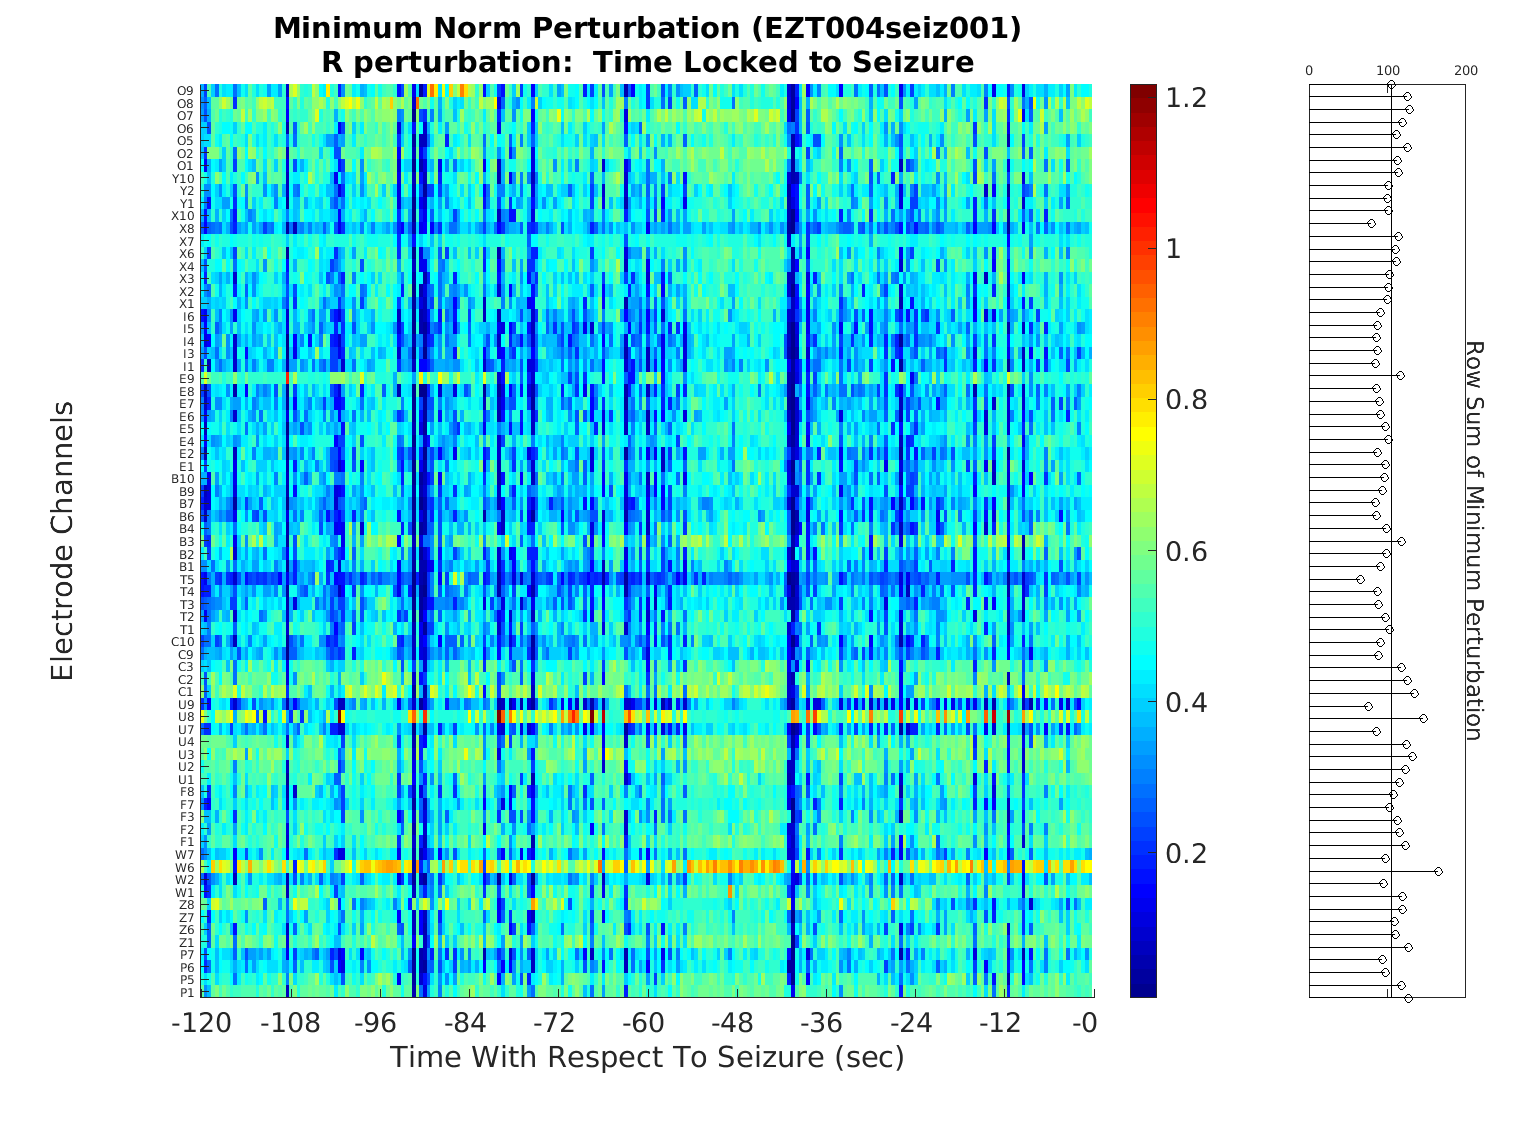 Minimum Norm Perturbation (EZT004seiz001)
R perturbation: Time Locked to Seizure
0 100 200
Electrode Channels
O9
O8
O7
O6
O5
O2
O1
Y10
Y2
Y1
X10
X8
X7
X6
X4
X3
X2
X1
I6
I5
I4
I3
I1
E9
E8
E7
E6
E5
E4
E2
E1
B10
B9
B7
B6
B4
B3
B2
B1
T5
T4
T3
T2
T1
C10
C9
C3
C2
C1
U9
U8
U7
U4
U3
U2
U1
F8
F7
F3
F2
F1
W7
W6
W2
W1
Z8
Z7
Z6
Z1
P7
P6
P5
P1
-120 -108 -96 -84 -72 -60 -48 -36 -24 -12 -0
Time With Respect To Seizure (sec)
1.2
1
0.8
0.6
0.4
0.2
Row Sum of Minimum Perturbation